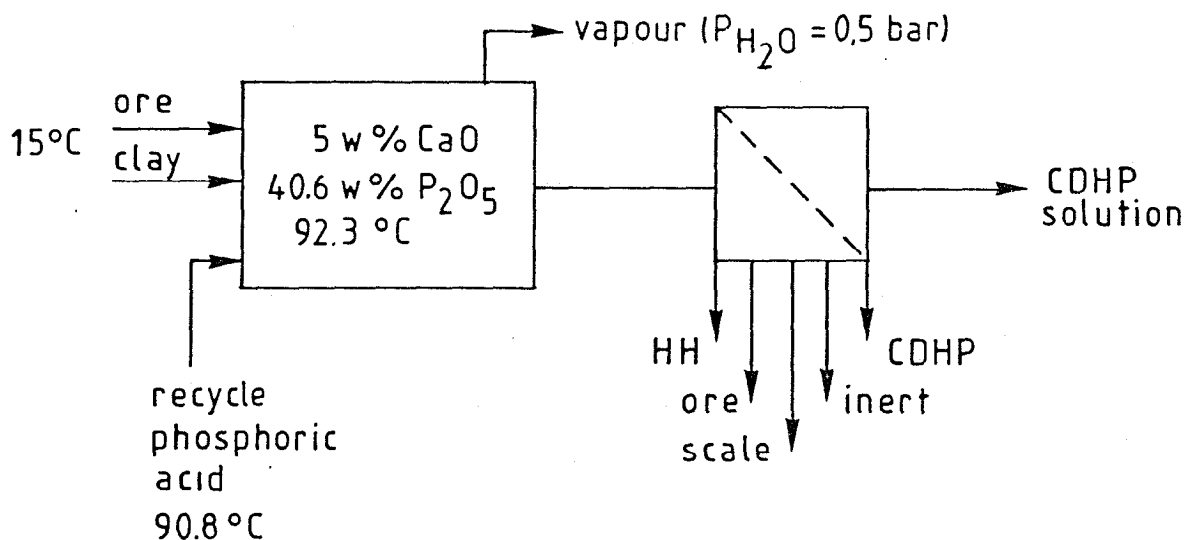 vapour (P H2O = 0,5 bar)
ore
15°C
clay
5 w % CaO
40.6 w % P2O5
92.3 °C
CDHP
solution
recycle
phosphoric
acid
90.8 °C
HH
CDHP
ore
inert
scale